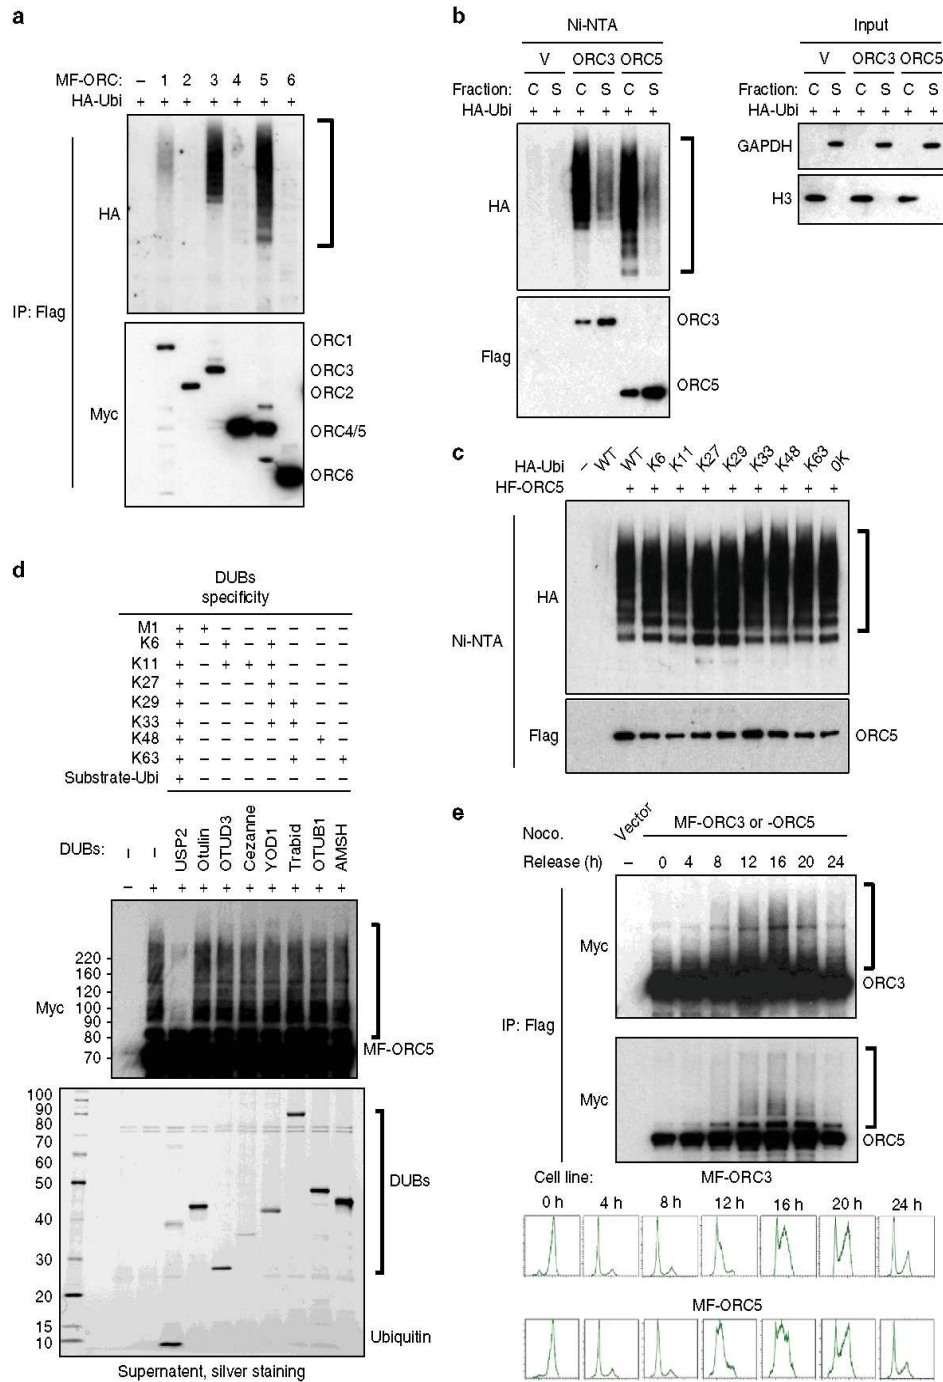 a
MF-ORC: – 1 2 3 4 5 6
HA-Ubi + + + + + + +
HA
IP: Flag
Myc
ORC1
ORC3
ORC2
ORC4/5
ORC6
b
Ni-NTA
V ORC3 ORC5
Fraction: C S C S C S
HA-Ubi + + + + + +
HA
Flag
ORC3
ORC5
Input
V ORC3 ORC5
Fraction: C S C S C S
HA-Ubi + + + + + +
GAPDH
H3
c
HA-Ubi – WT WT K6 K11 K27 K29 K33 K48 K63 0K
HF-ORC5 + + + + + + + + +
HA
Ni-NTA
Flag
ORC5
d
DUBs
specificity
M1 + + – – – – – –
K6 + – + – + – – –
K11 + – + + + – – –
K27 + – – – + – – –
K29 + – – – + + – –
K33 + – – – + + – –
K48 + – – – – – + –
K63 + – – – – + – +
Substrate-Ubi +
DUBs: – – USP2 Otulin OTUD3 Cezanne YOD1 Trabid OTUB1 AMSH
– + + + + + + + + +
220
160
120
100
90
80
70
Myc
MF-ORC5
100
90
80
70
60
50
40
30
20
15
10
DUBs
Ubiquitin
Supernatent, silver staining
e
Noco. Vector MF-ORC3 or -ORC5
Release (h) – 0 4 8 12 16 20 24
Myc
ORC3
IP: Flag
Myc
ORC5
Cell line: MF-ORC3
0 h 4 h 8 h 12 h 16 h 20 h 24 h
MF-ORC5